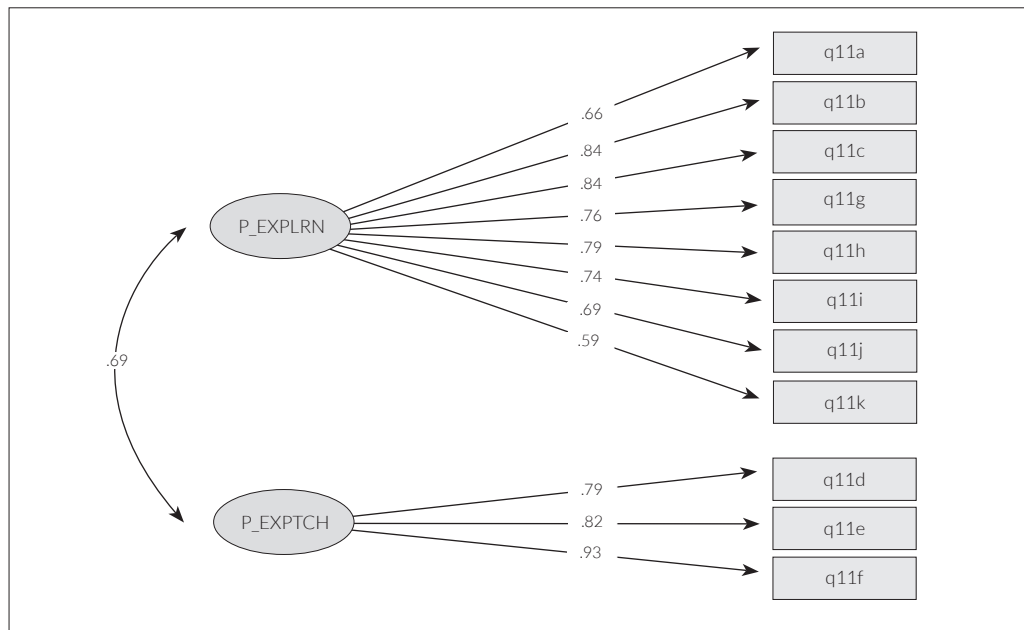 q11a
.66
q11b
.84
q11c
.84
q11g
.76
P_EXPLRN
q11h
.79
.74
q11i
.69
q11j
.59
.69
q11k
q11d
.79
P_EXPTCH
.82
q11e
.93
q11f